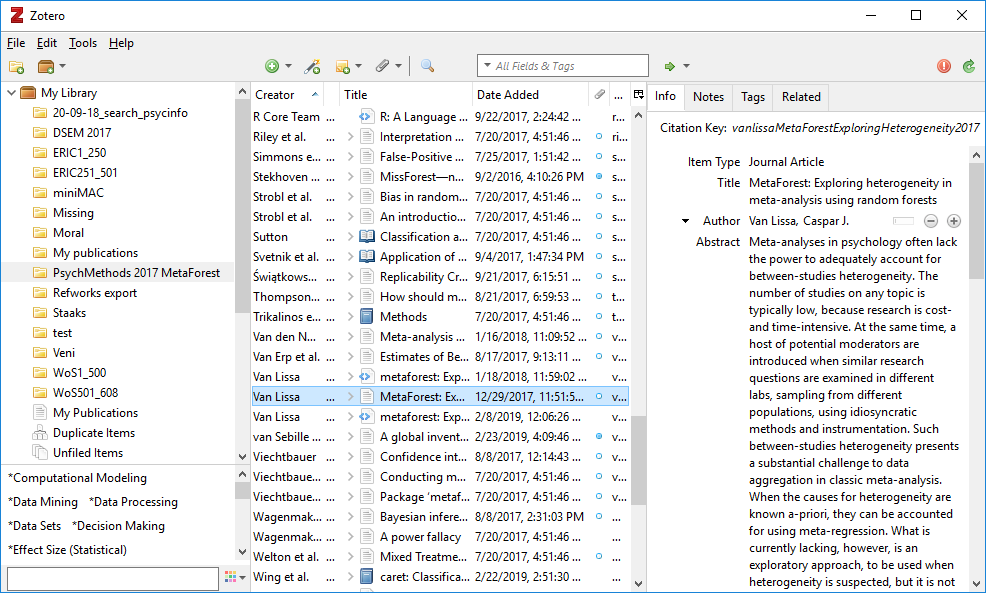 Zotero
File Edit Tools Help
All Fields & Tags
My Library
20-09-18_search_psycinfo
DSEM 2017
ERIC1_250
ERIC251_501
miniMAC
Missing
Moral
My publications
PsychMethods 2017 MetaForest
Refworks export
Staaks
test
Veni
WoS1_500
WoS501_608
My Publications
Duplicate Items
Unfiled Items
*Computational Modeling
*Data Mining *Data Processing
*Data Sets *Decision Making
*Effect Size (Statistical)
Creator Title Date Added ...
R Core Team ... R: A Language ... 9/22/2017, 2:24:42 ... r...
Riley et al. ... Interpretation ... 7/20/2017, 4:51:46 ... ri...
Simmons e... ... False-Positive ... 7/25/2017, 1:51:42 ... s...
Stekhoven ... MissForest—n... 9/2/2016, 4:10:26 PM s...
Strobl et al. ... Bias in random... 7/20/2017, 4:51:46 ... s...
Strobl et al. ... An introductio... 7/20/2017, 4:51:46 ... s...
Sutton ... Classification a... 7/20/2017, 4:51:46 ... s...
Svetnik et al. ... Application of ... 9/4/2017, 1:47:34 PM s...
Świątkows... ... Replicability Cr... 9/21/2017, 6:15:51 ... s...
Thompson... ... How should m... 8/21/2017, 6:59:53 ... t...
Trikalinos e... ... Methods 7/20/2017, 4:51:46 ... t...
Van den N... ... Meta-analysis ... 1/16/2018, 11:09:52 ... v...
Van Erp et al. ... Estimates of Be... 8/17/2017, 9:13:11 ... v...
Van Lissa ... metaforest: Exp... 1/18/2018, 11:59:02 ... v...
Van Lissa ... MetaForest: Ex... 12/29/2017, 11:51:5... v...
Van Lissa ... metaforest: Exp... 2/8/2019, 12:06:26 ... v...
van Sebille ... ... A global invent... 2/23/2019, 4:09:46 ... v...
Viechtbauer ... Confidence int... 8/8/2017, 12:14:43 ... v...
Viechtbaue... ... Conducting m... 7/20/2017, 4:51:46 ... v...
Viechtbaue... ... Package 'metaf... 7/20/2017, 4:51:46 ... v...
Wagenmak... ... Bayesian infere... 8/8/2017, 2:31:03 PM ...
Wagenmak... ... A power fallacy 7/20/2017, 4:51:46 ... ...
Welton et al. ... Mixed Treatme... 7/20/2017, 4:51:46 ... ...
Wing et al. ... caret: Classifica... 2/22/2019, 2:51:30 ... ...
Info Notes Tags Related
Citation Key: vanlissaMetaForestExploringHeterogeneity2017
Item Type Journal Article
Title MetaForest: Exploring heterogeneity in
meta-analysis using random forests
Author Van Lissa, Caspar J.
Abstract Meta-analyses in psychology often lack
the power to adequately account for
between-studies heterogeneity. The
number of studies on any topic is
typically low, because research is cost-
and time-intensive. At the same time, a
host of potential moderators are
introduced when similar research
questions are examined in different
labs, sampling from different
populations, using idiosyncratic
methods and instrumentation. Such
between-studies heterogeneity presents
a substantial challenge to data
aggregation in classic meta-analysis.
When the causes for heterogeneity are
known a-priori, they can be accounted
for using meta-regression. What is
currently lacking, however, is an
exploratory approach, to be used when
heterogeneity is suspected, but it is not